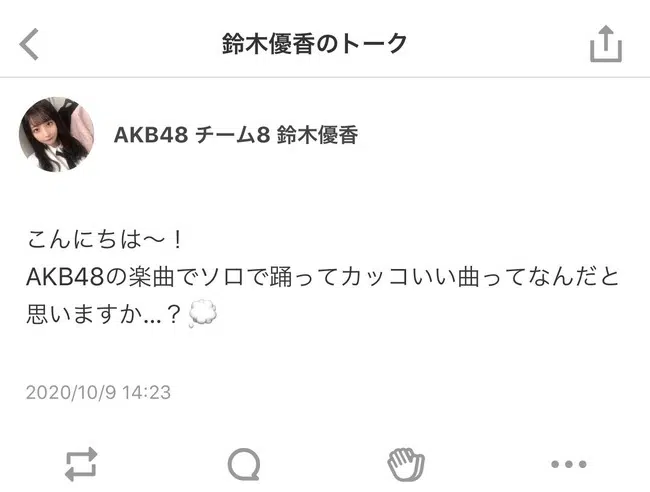 鈴木優香のトーク
AKB48 チーム8 鈴木優香
こんにちは〜！
AKB48の楽曲でソロで踊ってカッコいい曲ってなんだと
思いますか…？💭
2020/10/9 14:23